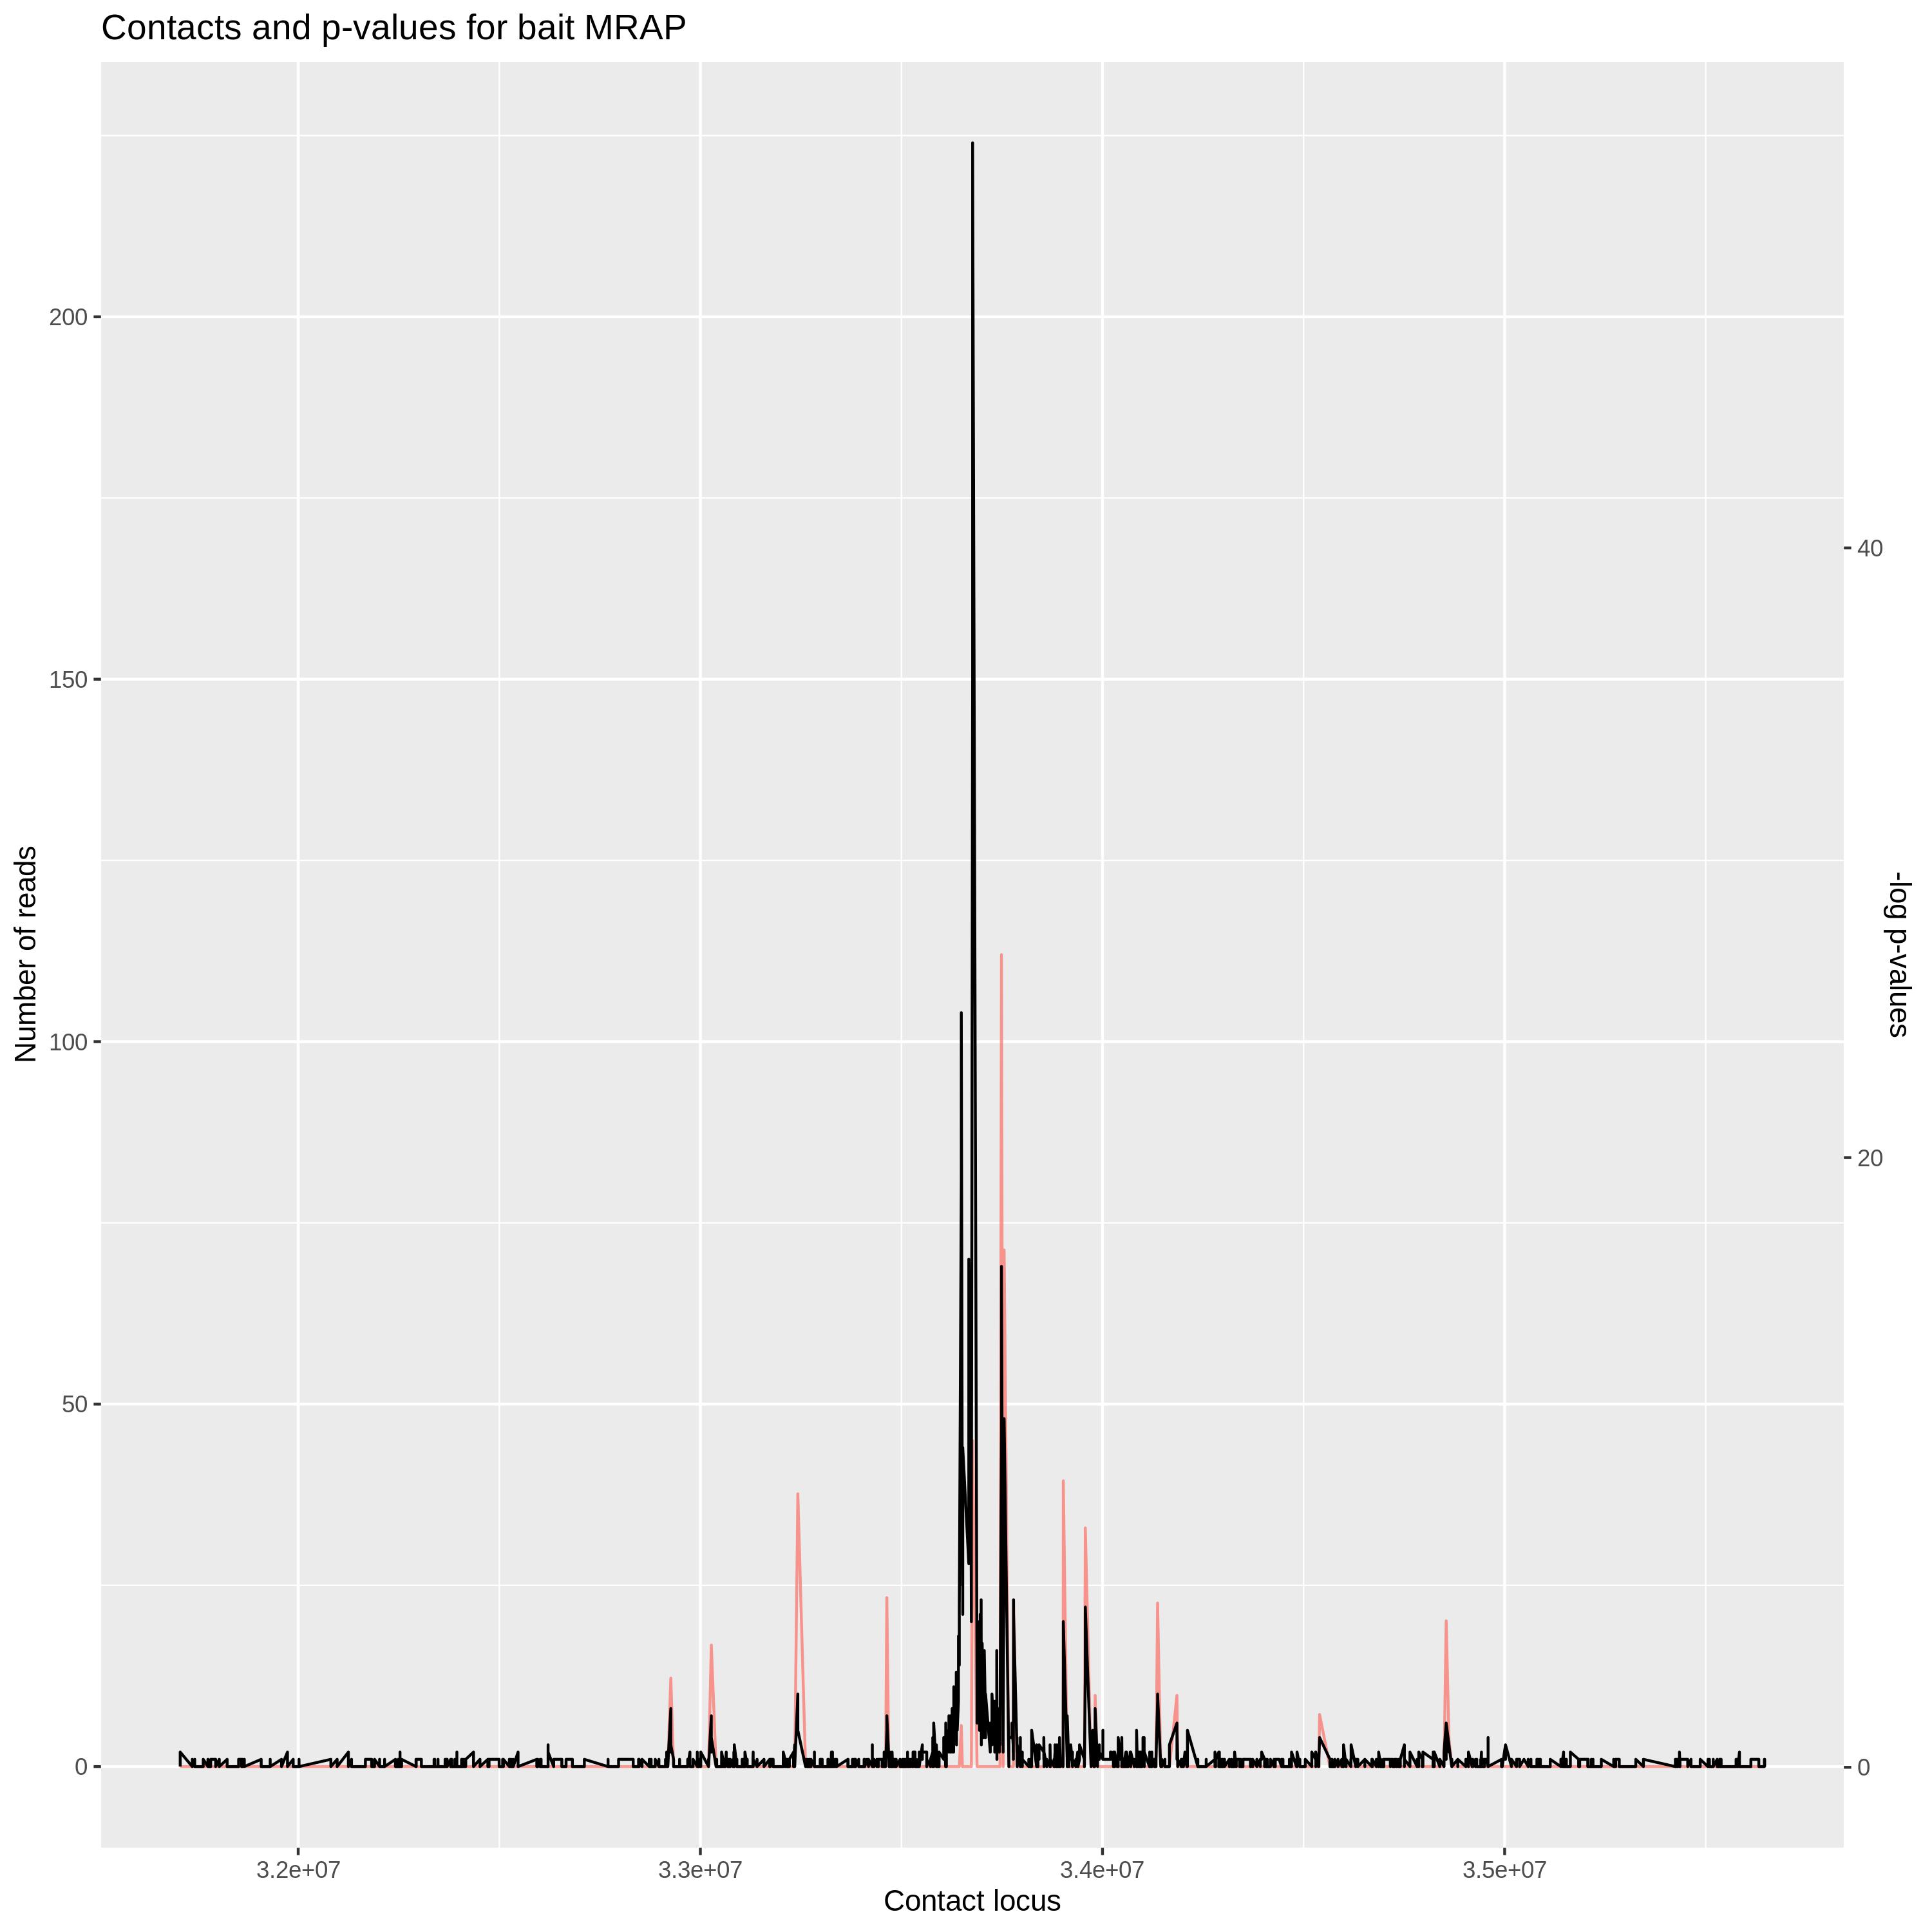 Contacts and p-values for bait MRAP
200
150
100
50
0
Number of reads
40
20
0
-log p-values
3.2e+07
3.3e+07
3.4e+07
3.5e+07
Contact locus